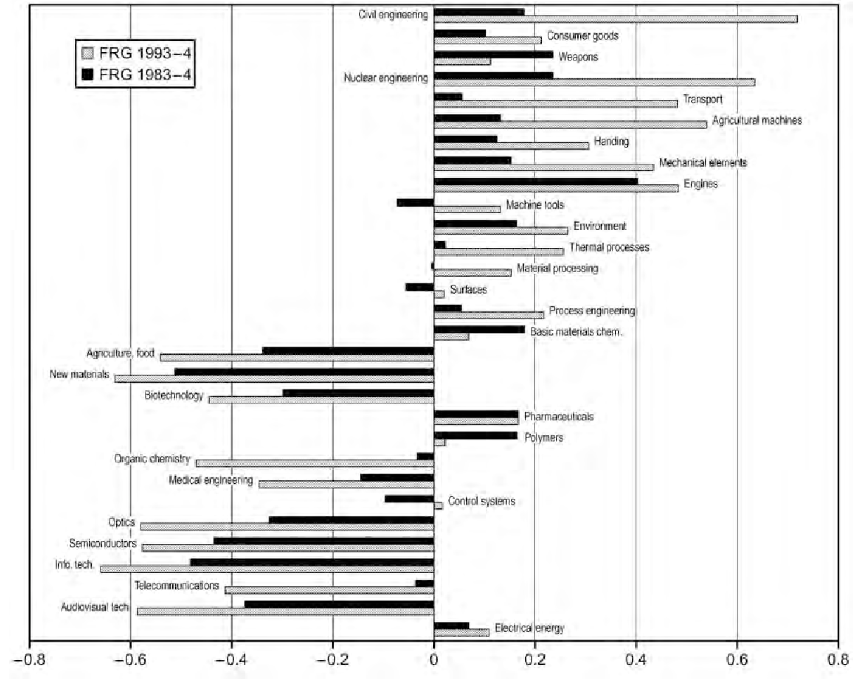 Civil engineering
FRG 1993–4
FRG 1983–4
Consumer goods
Weapons
Nuclear engineering
Transport
Agricultural machines
Handing
Mechanical elements
Engines
Machine tools
Environment
Thermal processes
Material processing
Surfaces
Process engineering
Basic materials chem.
Agriculture, food
New materials
Biotechnology
Pharmaceuticals
Polymers
Organic chemistry
Medical engineering
Control systems
Optics
Semiconductors
Info. tech.
Telecommunications
Audiovisual tech.
Electrical energy
−0.8 −0.6 −0.4 −0.2 0 0.2 0.4 0.6 0.8